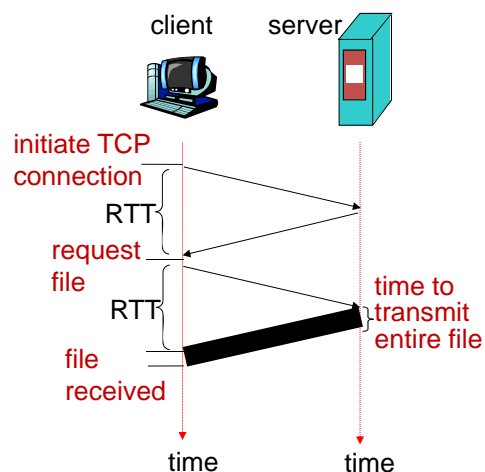 client
server
initiate TCP
connection
RTT
request
file
RTT
time to
transmit
entire file
file
received
time
time